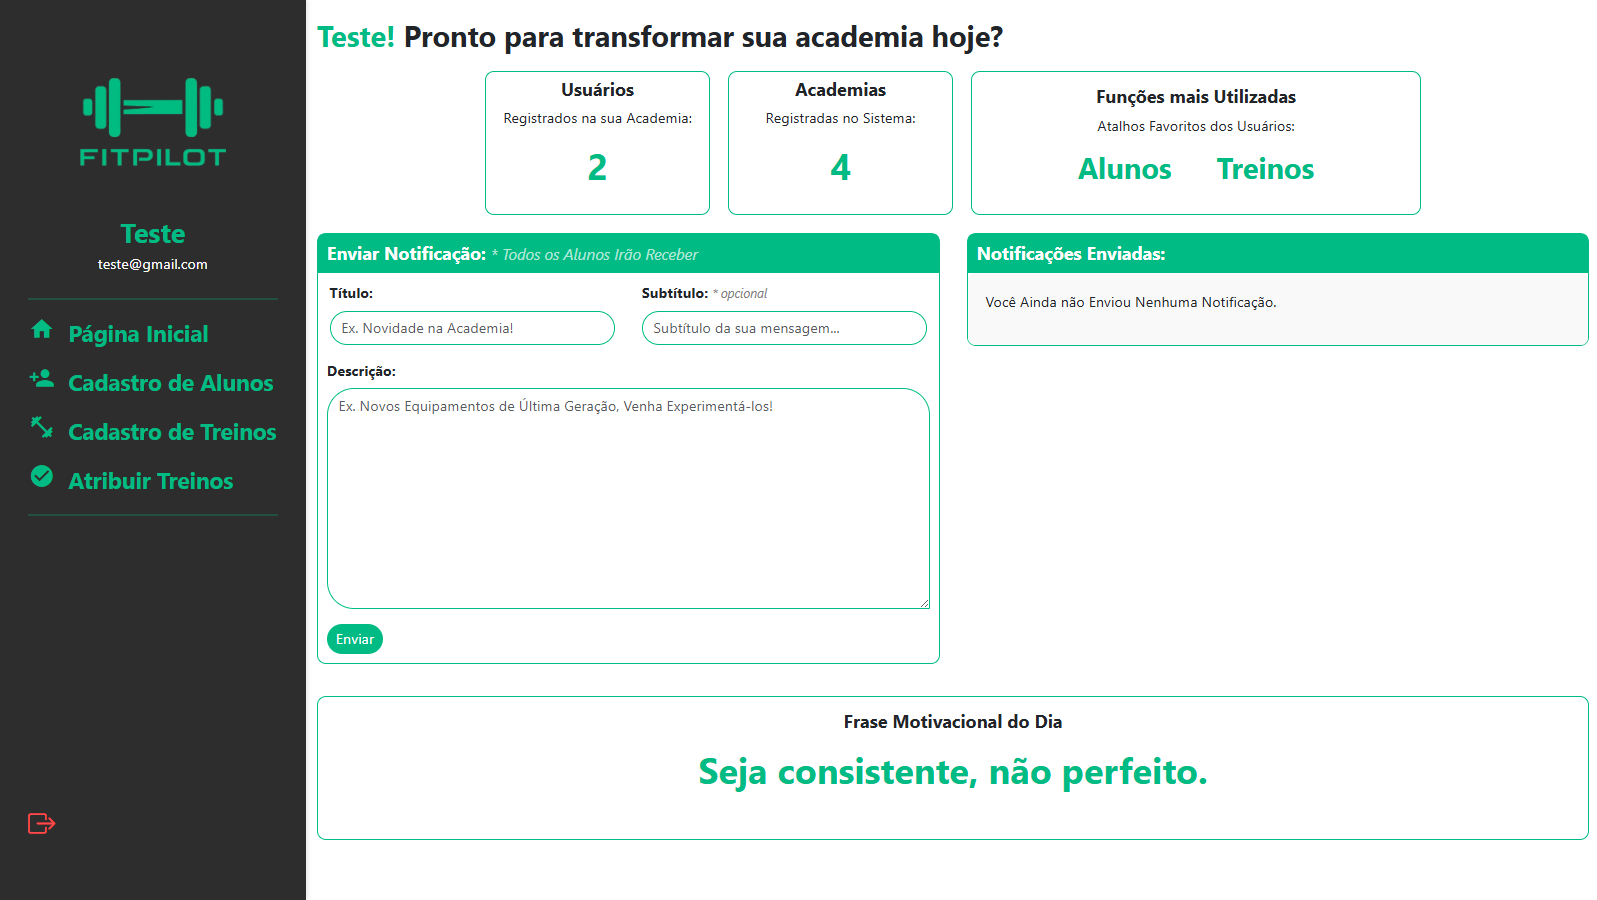 FITPILOT
Teste
teste@gmail.com
Página Inicial
Cadastro de Alunos
Cadastro de Treinos
Atribuir Treinos
Teste! Pronto para transformar sua academia hoje?
Usuários
Registrados na sua Academia:
2
Academias
Registradas no Sistema:
4
Funções mais Utilizadas
Atalhos Favoritos dos Usuários:
Alunos Treinos
Enviar Notificação: * Todos os Alunos Irão Receber
Título:
Ex. Novidade na Academia!
Subtítulo: * opcional
Subtítulo da sua mensagem...
Descrição:
Ex. Novos Equipamentos de Última Geração, Venha Experimentá-los!
Enviar
Notificações Enviadas:
Você Ainda não Enviou Nenhuma Notificação.
Frase Motivacional do Dia
Seja consistente, não perfeito.